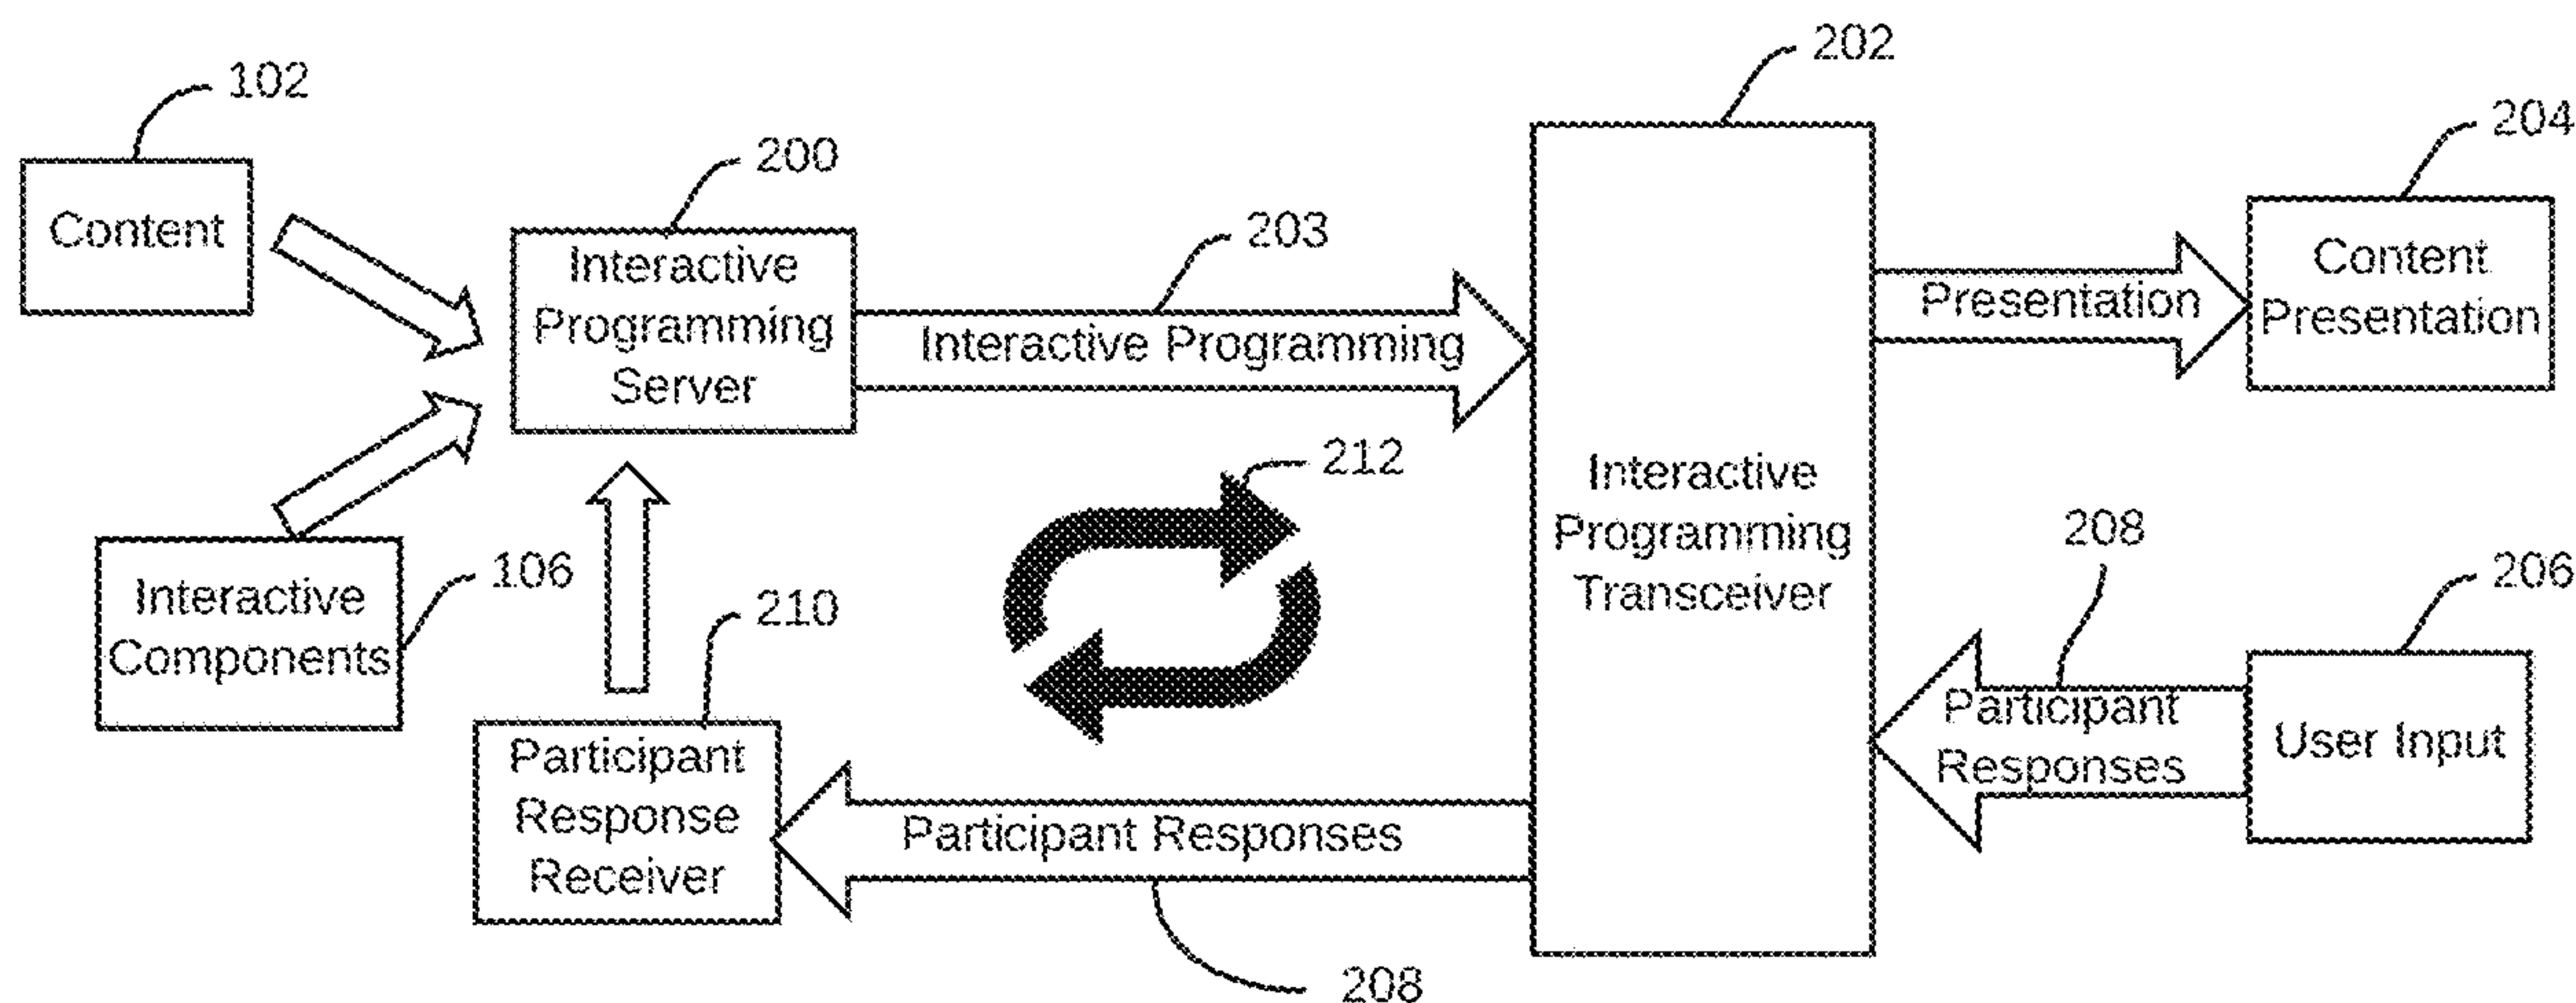 102
Content
200
Interactive
Programming
Server
203
Interactive Programming
202
Interactive
Programming
Transceiver
Presentation
204
Content
Presentation
212
Interactive
Components
106
210
Participant
Response
Receiver
Participant Responses
208
208
Participant
Responses
206
User Input